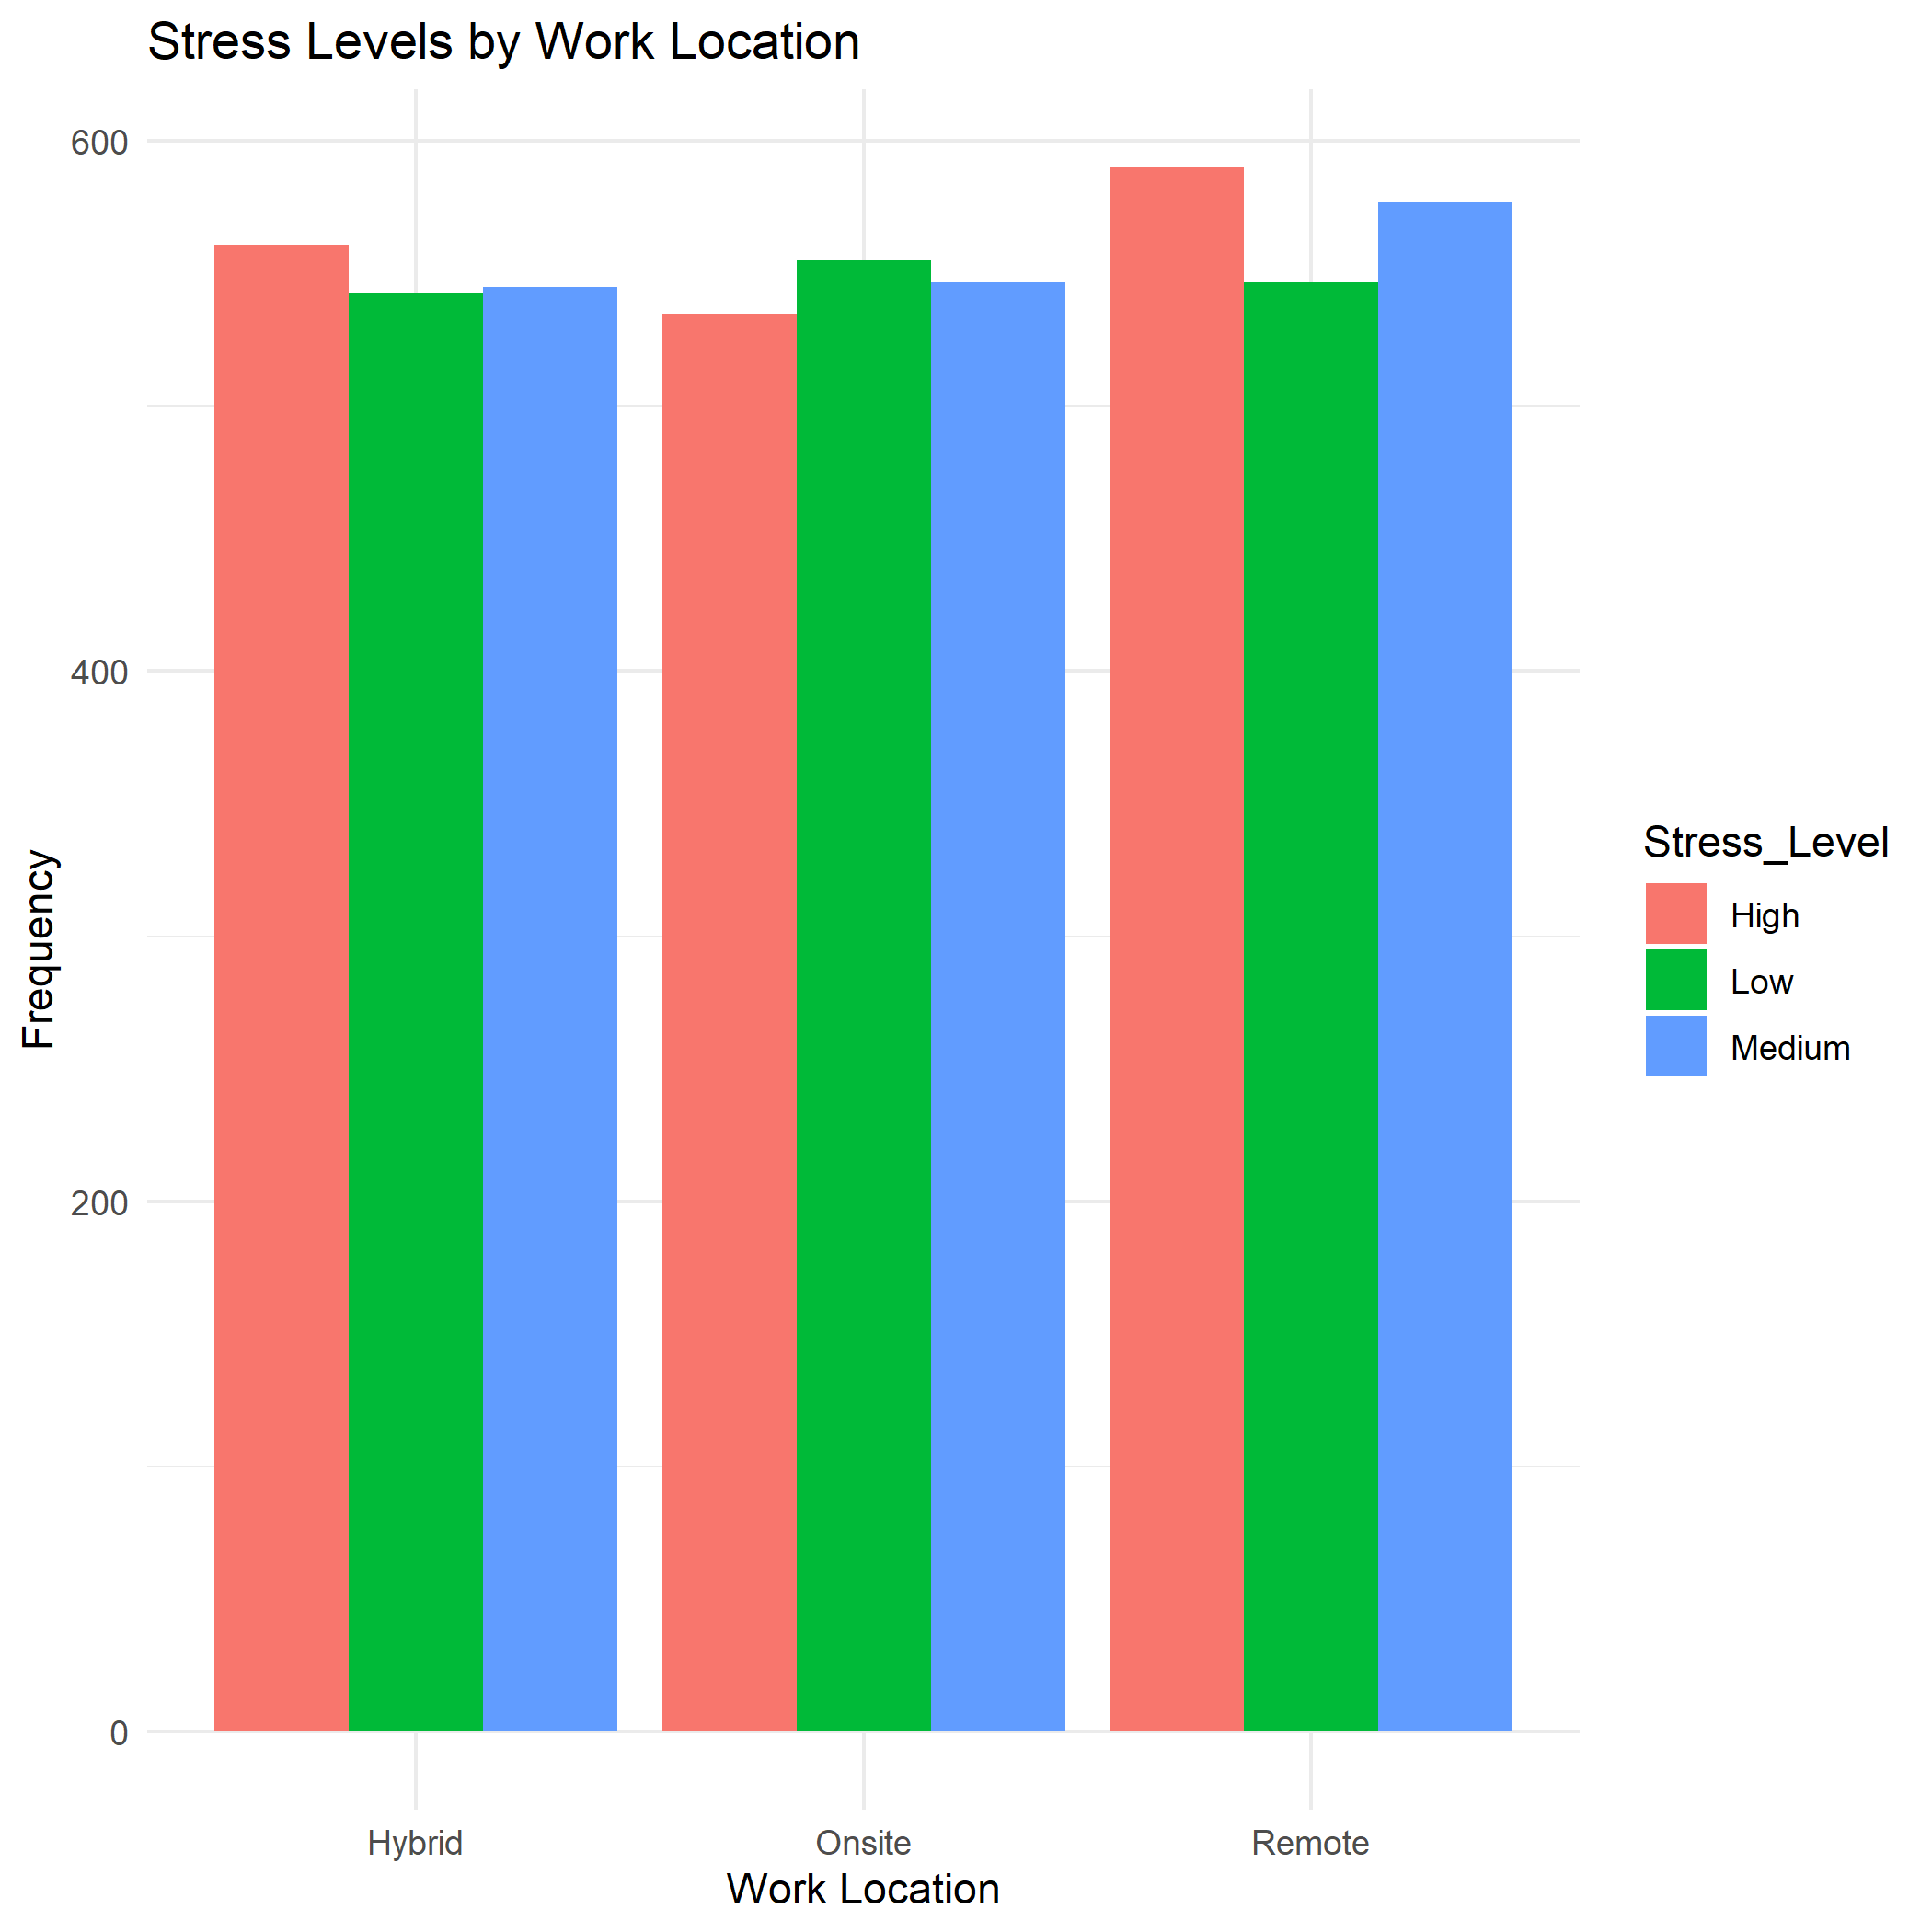 Stress Levels by Work Location
600
400
200
0
Frequency
Hybrid Onsite Remote
Work Location
Stress_Level
High
Low
Medium